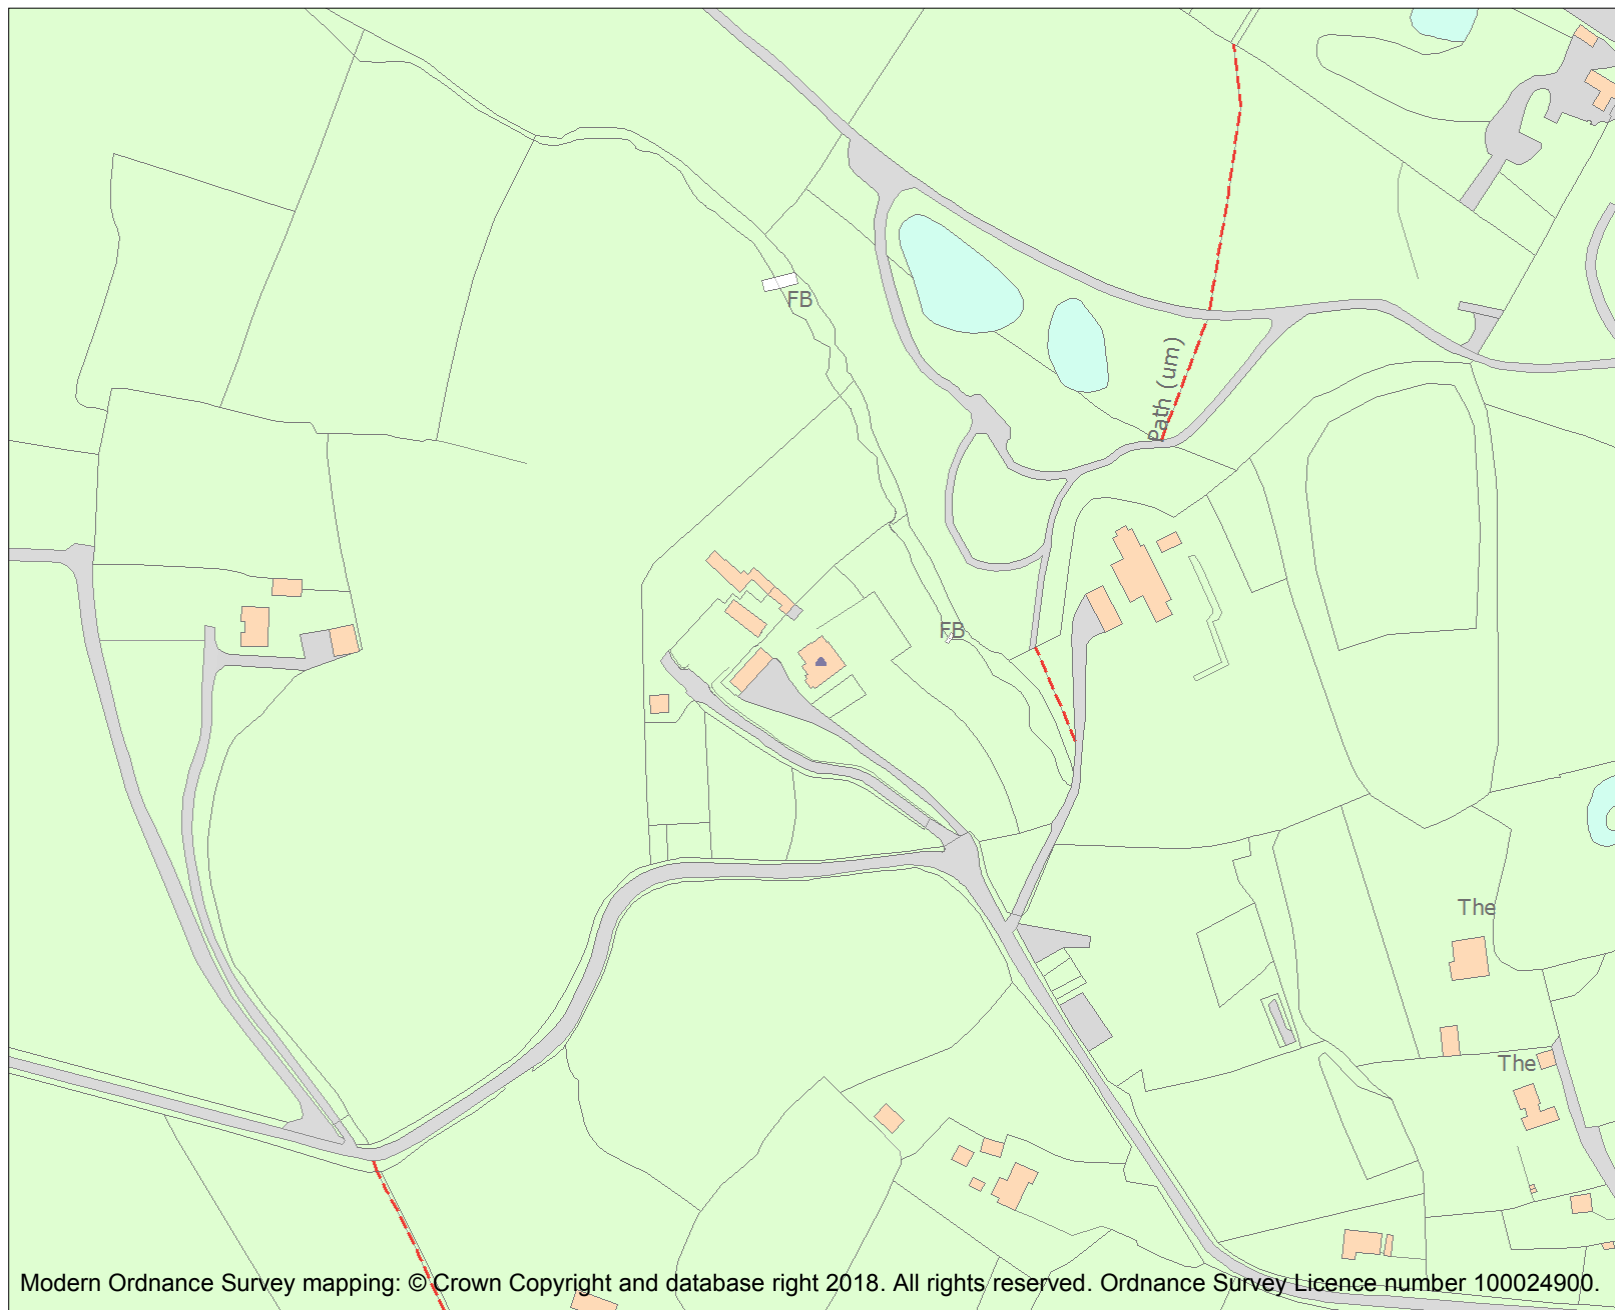 FB
Path (um)
FB
The
The
Modern Ordnance Survey mapping: © Crown Copyright and database right 2018. All rights reserved. Ordnance Survey Licence number 100024900.